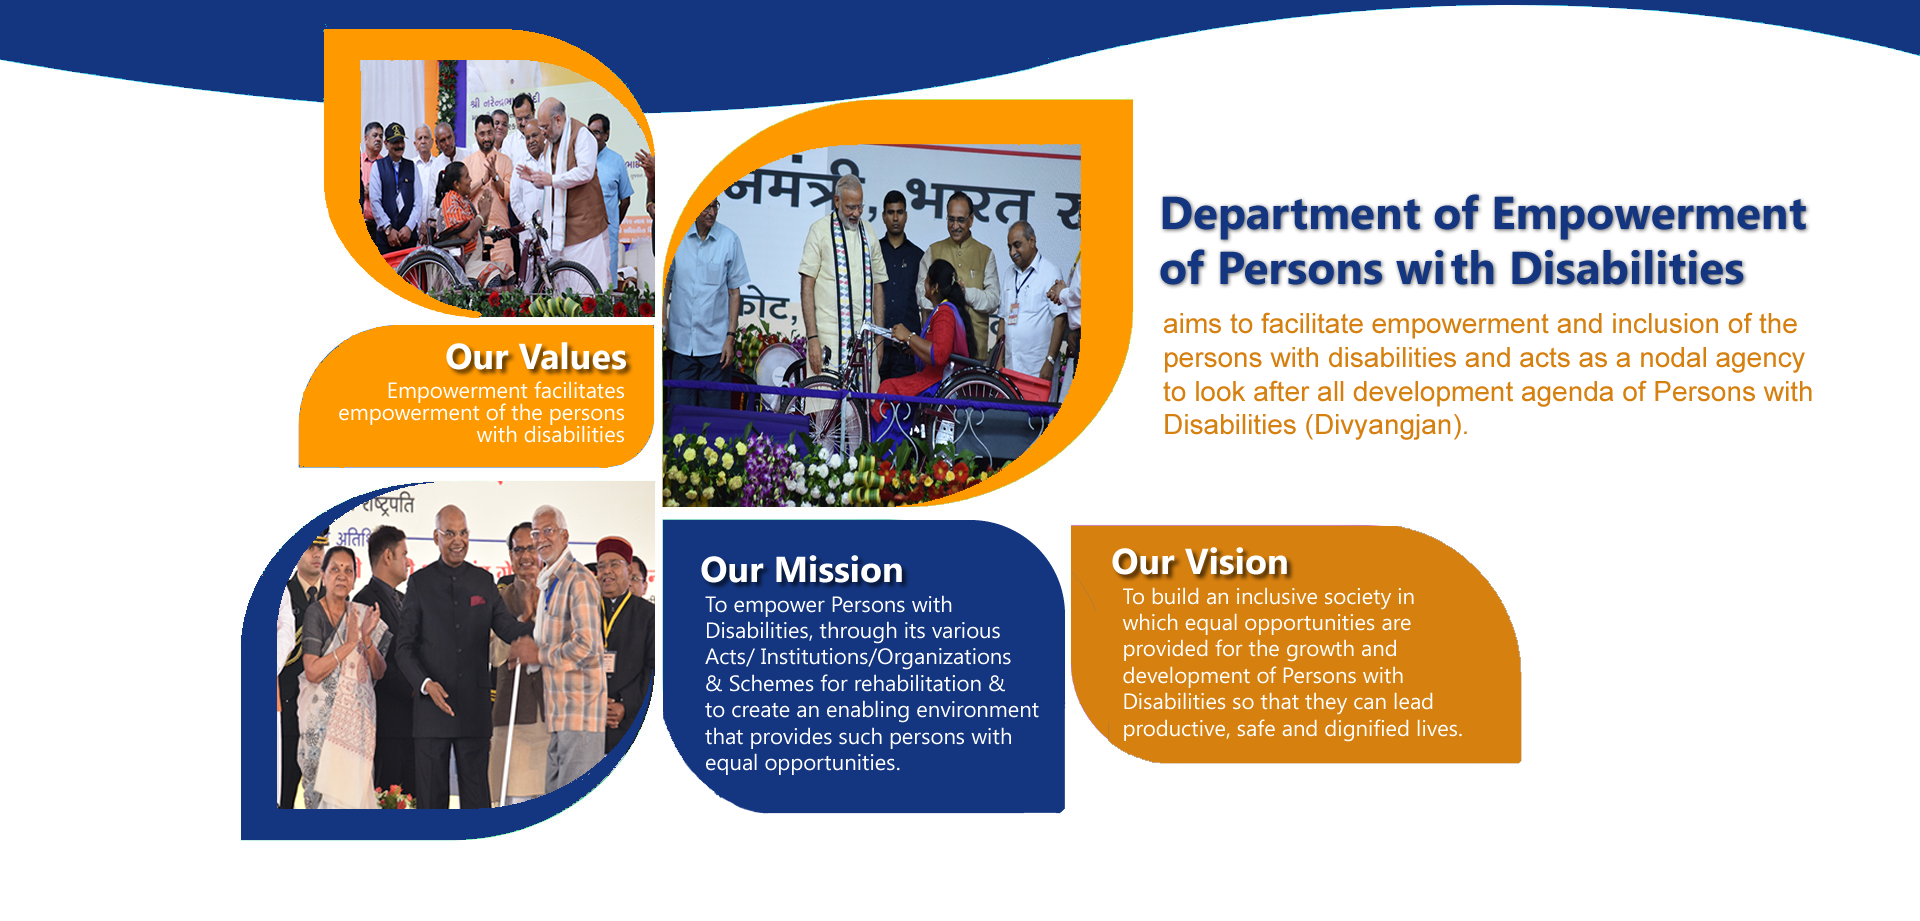 શ્રી નરેન્દ્રભાઈ મોદી
Our Values
Empowerment facilitates
empowerment of the persons
with disabilities
भारत
कोट,
Department of Empowerment
of Persons with Disabilities
aims to facilitate empowerment and inclusion of the
persons with disabilities and acts as a nodal agency
to look after all development agenda of Persons with
Disabilities (Divyangjan).
राष्ट्रपति
Our Mission
To empower Persons with
Disabilities, through its various
Acts/ Institutions/Organizations
& Schemes for rehabilitation &
to create an enabling environment
that provides such persons with
equal opportunities.
Our Vision
To build an inclusive society in
which equal opportunities are
provided for the growth and
development of Persons with
Disabilities so that they can lead
productive, safe and dignified lives.